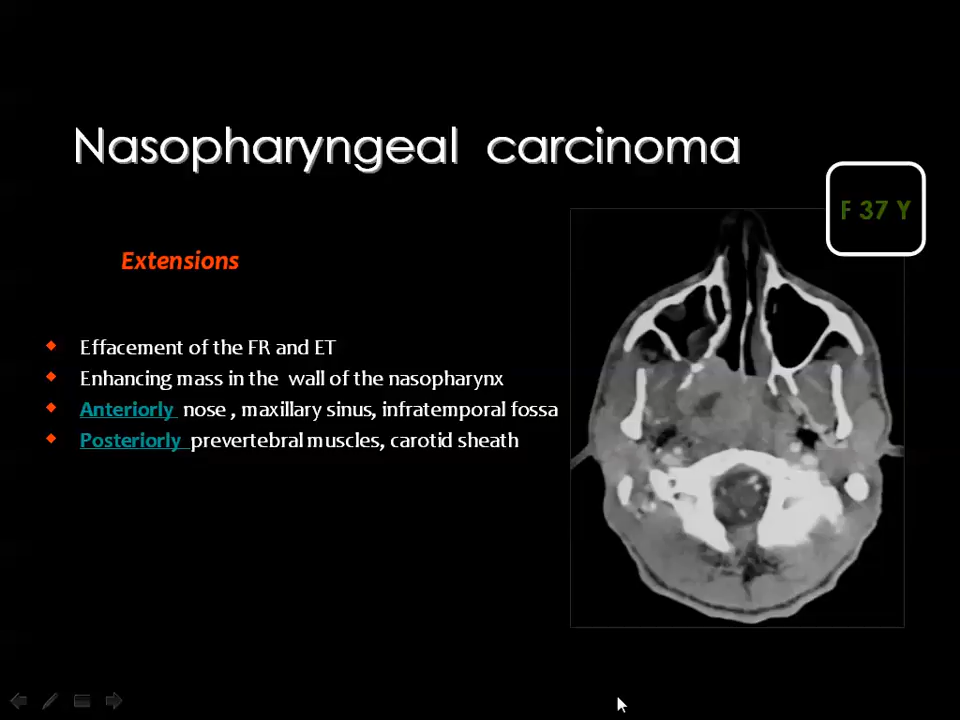 Nasopharyngeal carcinoma
F 37 Y
Extensions
Effacement of the FR and ET
Enhancing mass in the wall of the nasopharynx
Anteriorly nose , maxillary sinus, infratemporal fossa
Posteriorly prevertebral muscles, carotid sheath